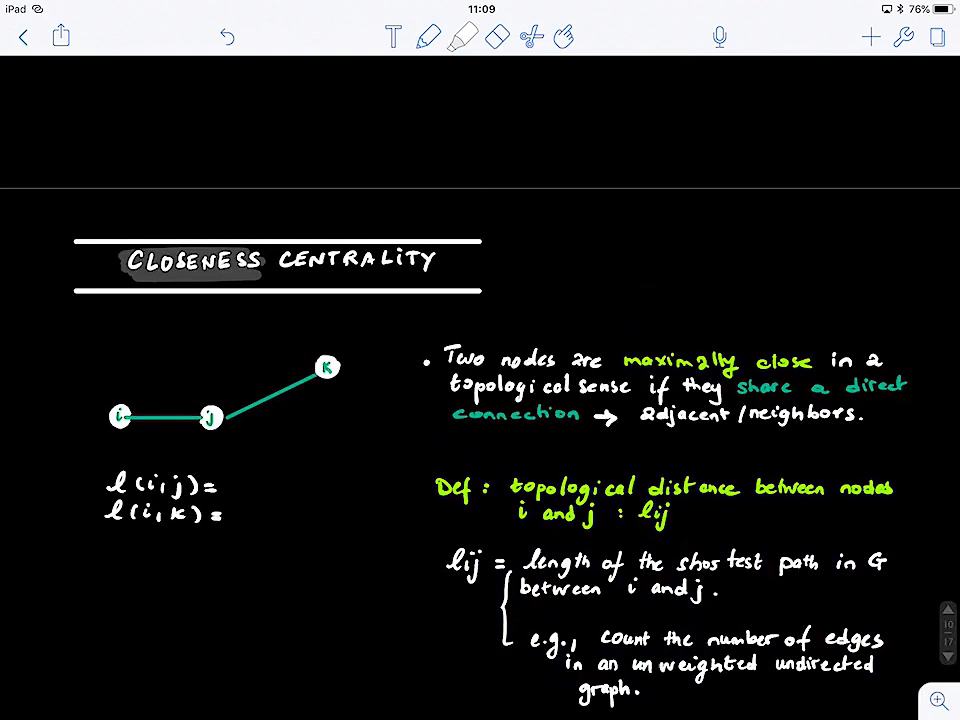 iPad
11:09
76%
T
CLOSENESS CENTRALITY
k
i
j
l(i,j)=
l(i,k)=
• Two nodes are maximally close in a
topological sense if they share a direct
connection → adjacent/neighbors.
Def : topological distance between nodes
i and j : lij
lij = length of the shortest path in G
between i and j.
e.g., count the number of edges
in an unweighted undirected
graph.
10
17